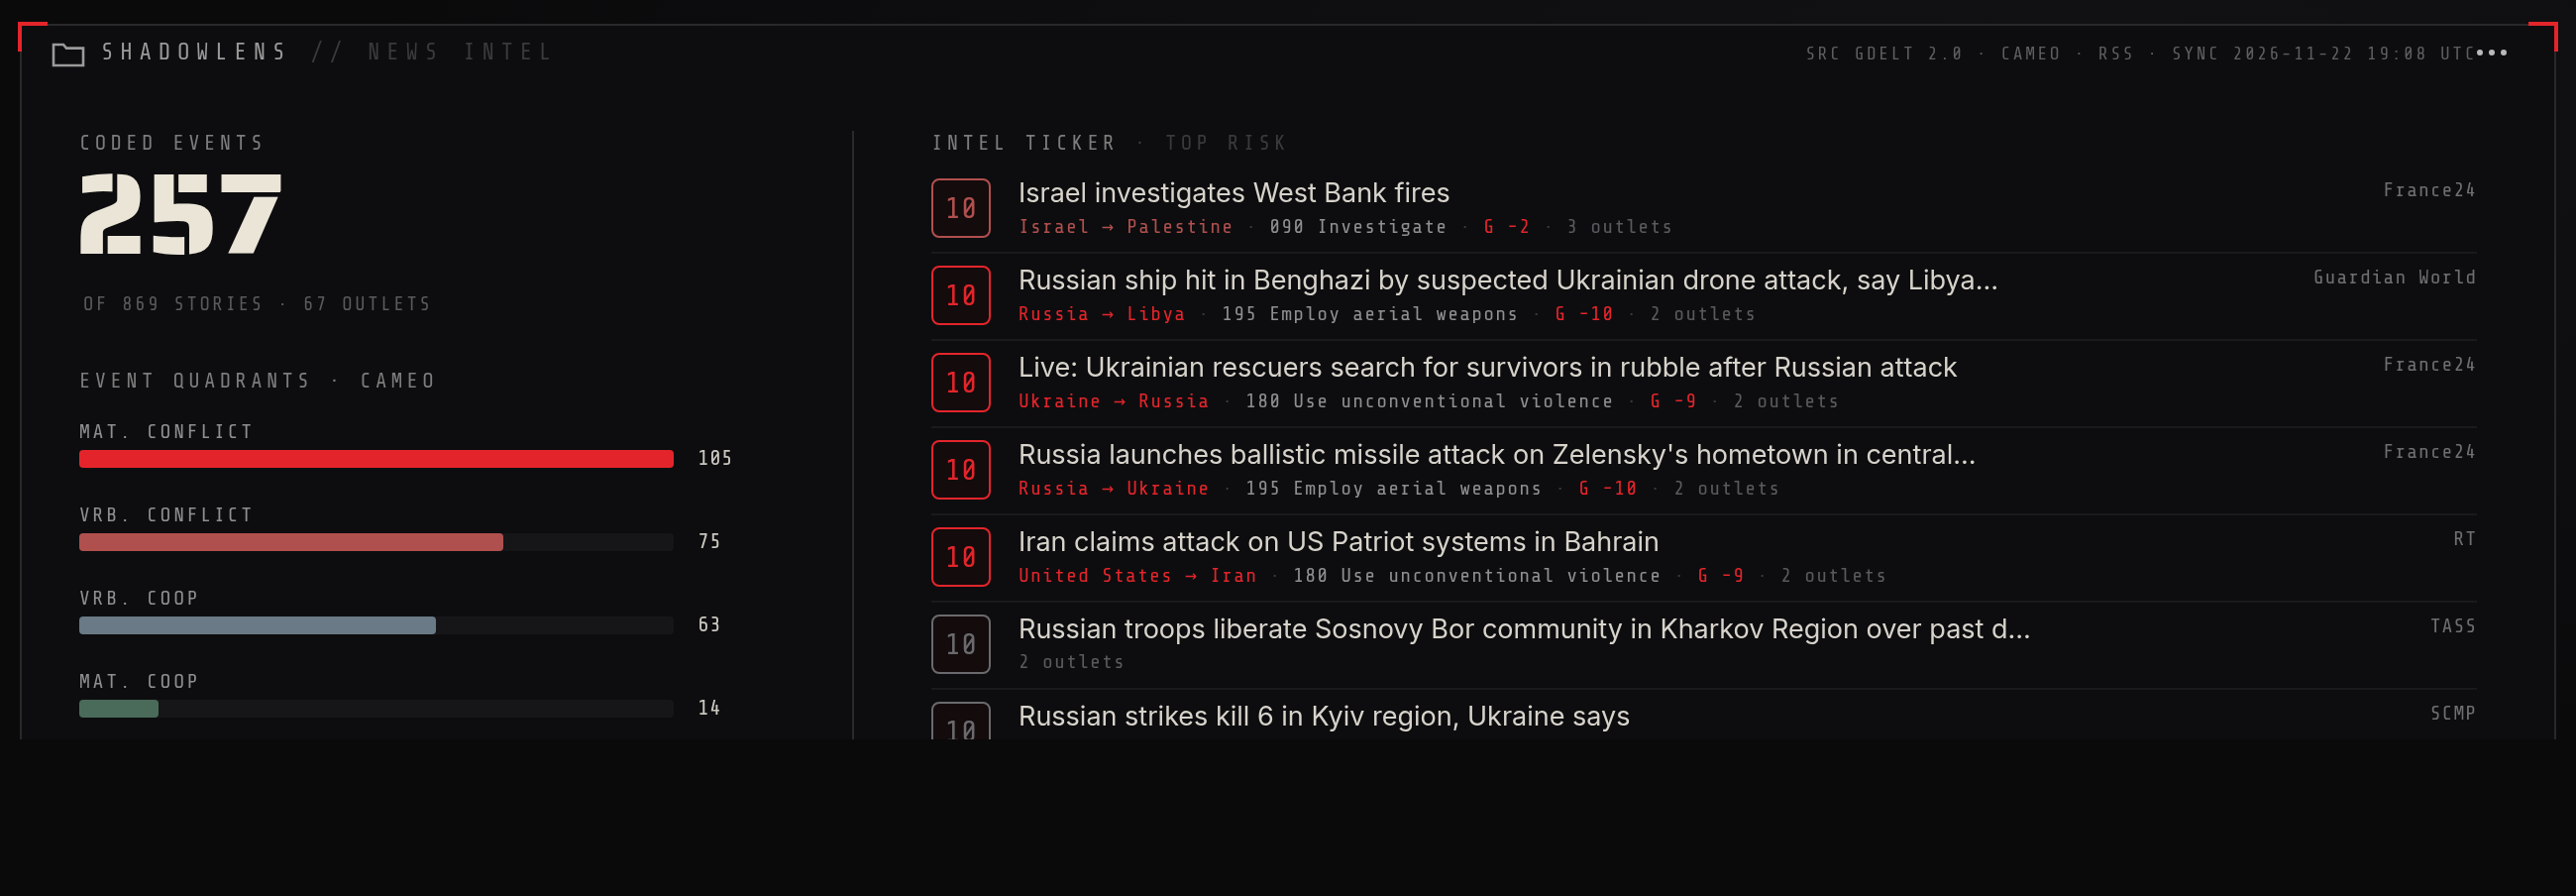 SHADOWLENS // NEWS INTEL
SRC GDELT 2.0 · CAMEO · RSS · SYNC 2026-11-22 19:08 UTC
CODED EVENTS
257
OF 869 STORIES · 67 OUTLETS
EVENT QUADRANTS · CAMEO
MAT. CONFLICT
105
VRB. CONFLICT
75
VRB. COOP
63
MAT. COOP
14
INTEL TICKER · TOP RISK
10
Israel investigates West Bank fires
France24
Israel → Palestine · 090 Investigate · G -2 · 3 outlets
10
Russian ship hit in Benghazi by suspected Ukrainian drone attack, say Libya...
Guardian World
Russia → Libya · 195 Employ aerial weapons · G -10 · 2 outlets
10
Live: Ukrainian rescuers search for survivors in rubble after Russian attack
France24
Ukraine → Russia · 180 Use unconventional violence · G -9 · 2 outlets
10
Russia launches ballistic missile attack on Zelensky's hometown in central...
France24
Russia → Ukraine · 195 Employ aerial weapons · G -10 · 2 outlets
10
Iran claims attack on US Patriot systems in Bahrain
RT
United States → Iran · 180 Use unconventional violence · G -9 · 2 outlets
10
Russian troops liberate Sosnovy Bor community in Kharkov Region over past d...
TASS
2 outlets
10
Russian strikes kill 6 in Kyiv region, Ukraine says
SCMP